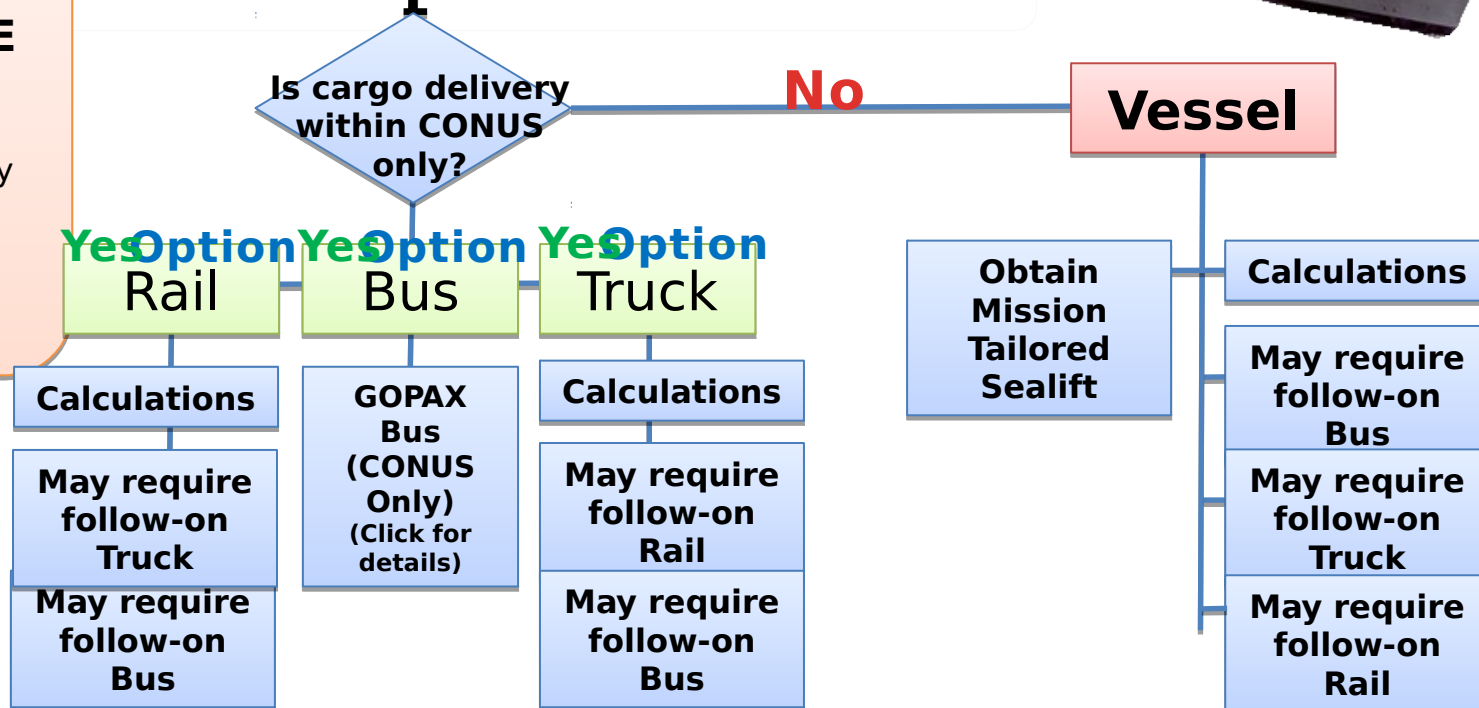 E
y
Is cargo delivery
within CONUS
only?
No
Vessel
Yes Option
Rail
Yes Option
Bus
Yes Option
Truck
Calculations
May require
follow-on
Truck
May require
follow-on
Bus
GOPAX
Bus
(CONUS
Only)
(Click for
details)
Calculations
May require
follow-on
Rail
May require
follow-on
Bus
Obtain
Mission
Tailored
Sealift
Calculations
May require
follow-on
Bus
May require
follow-on
Truck
May require
follow-on
Rail